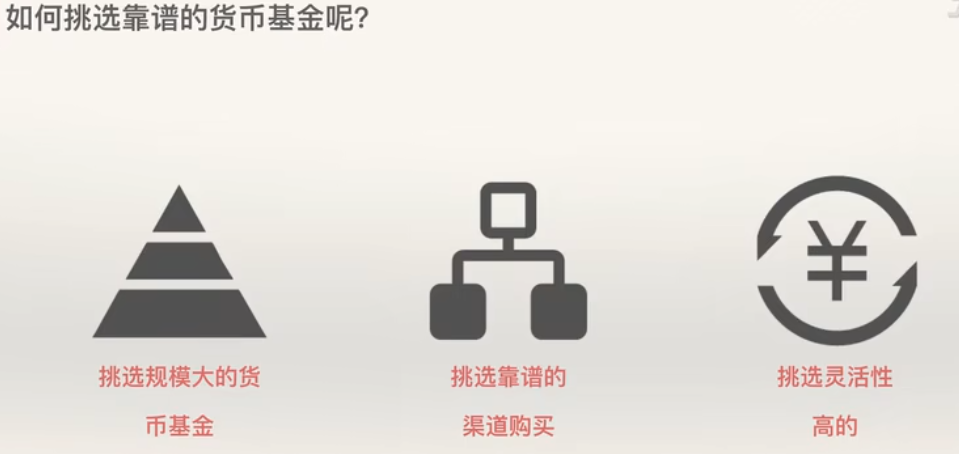 如何挑选靠谱的货币基金呢?
挑选规模大的货
币基金
挑选靠谱的
渠道购买
挑选灵活性
高的